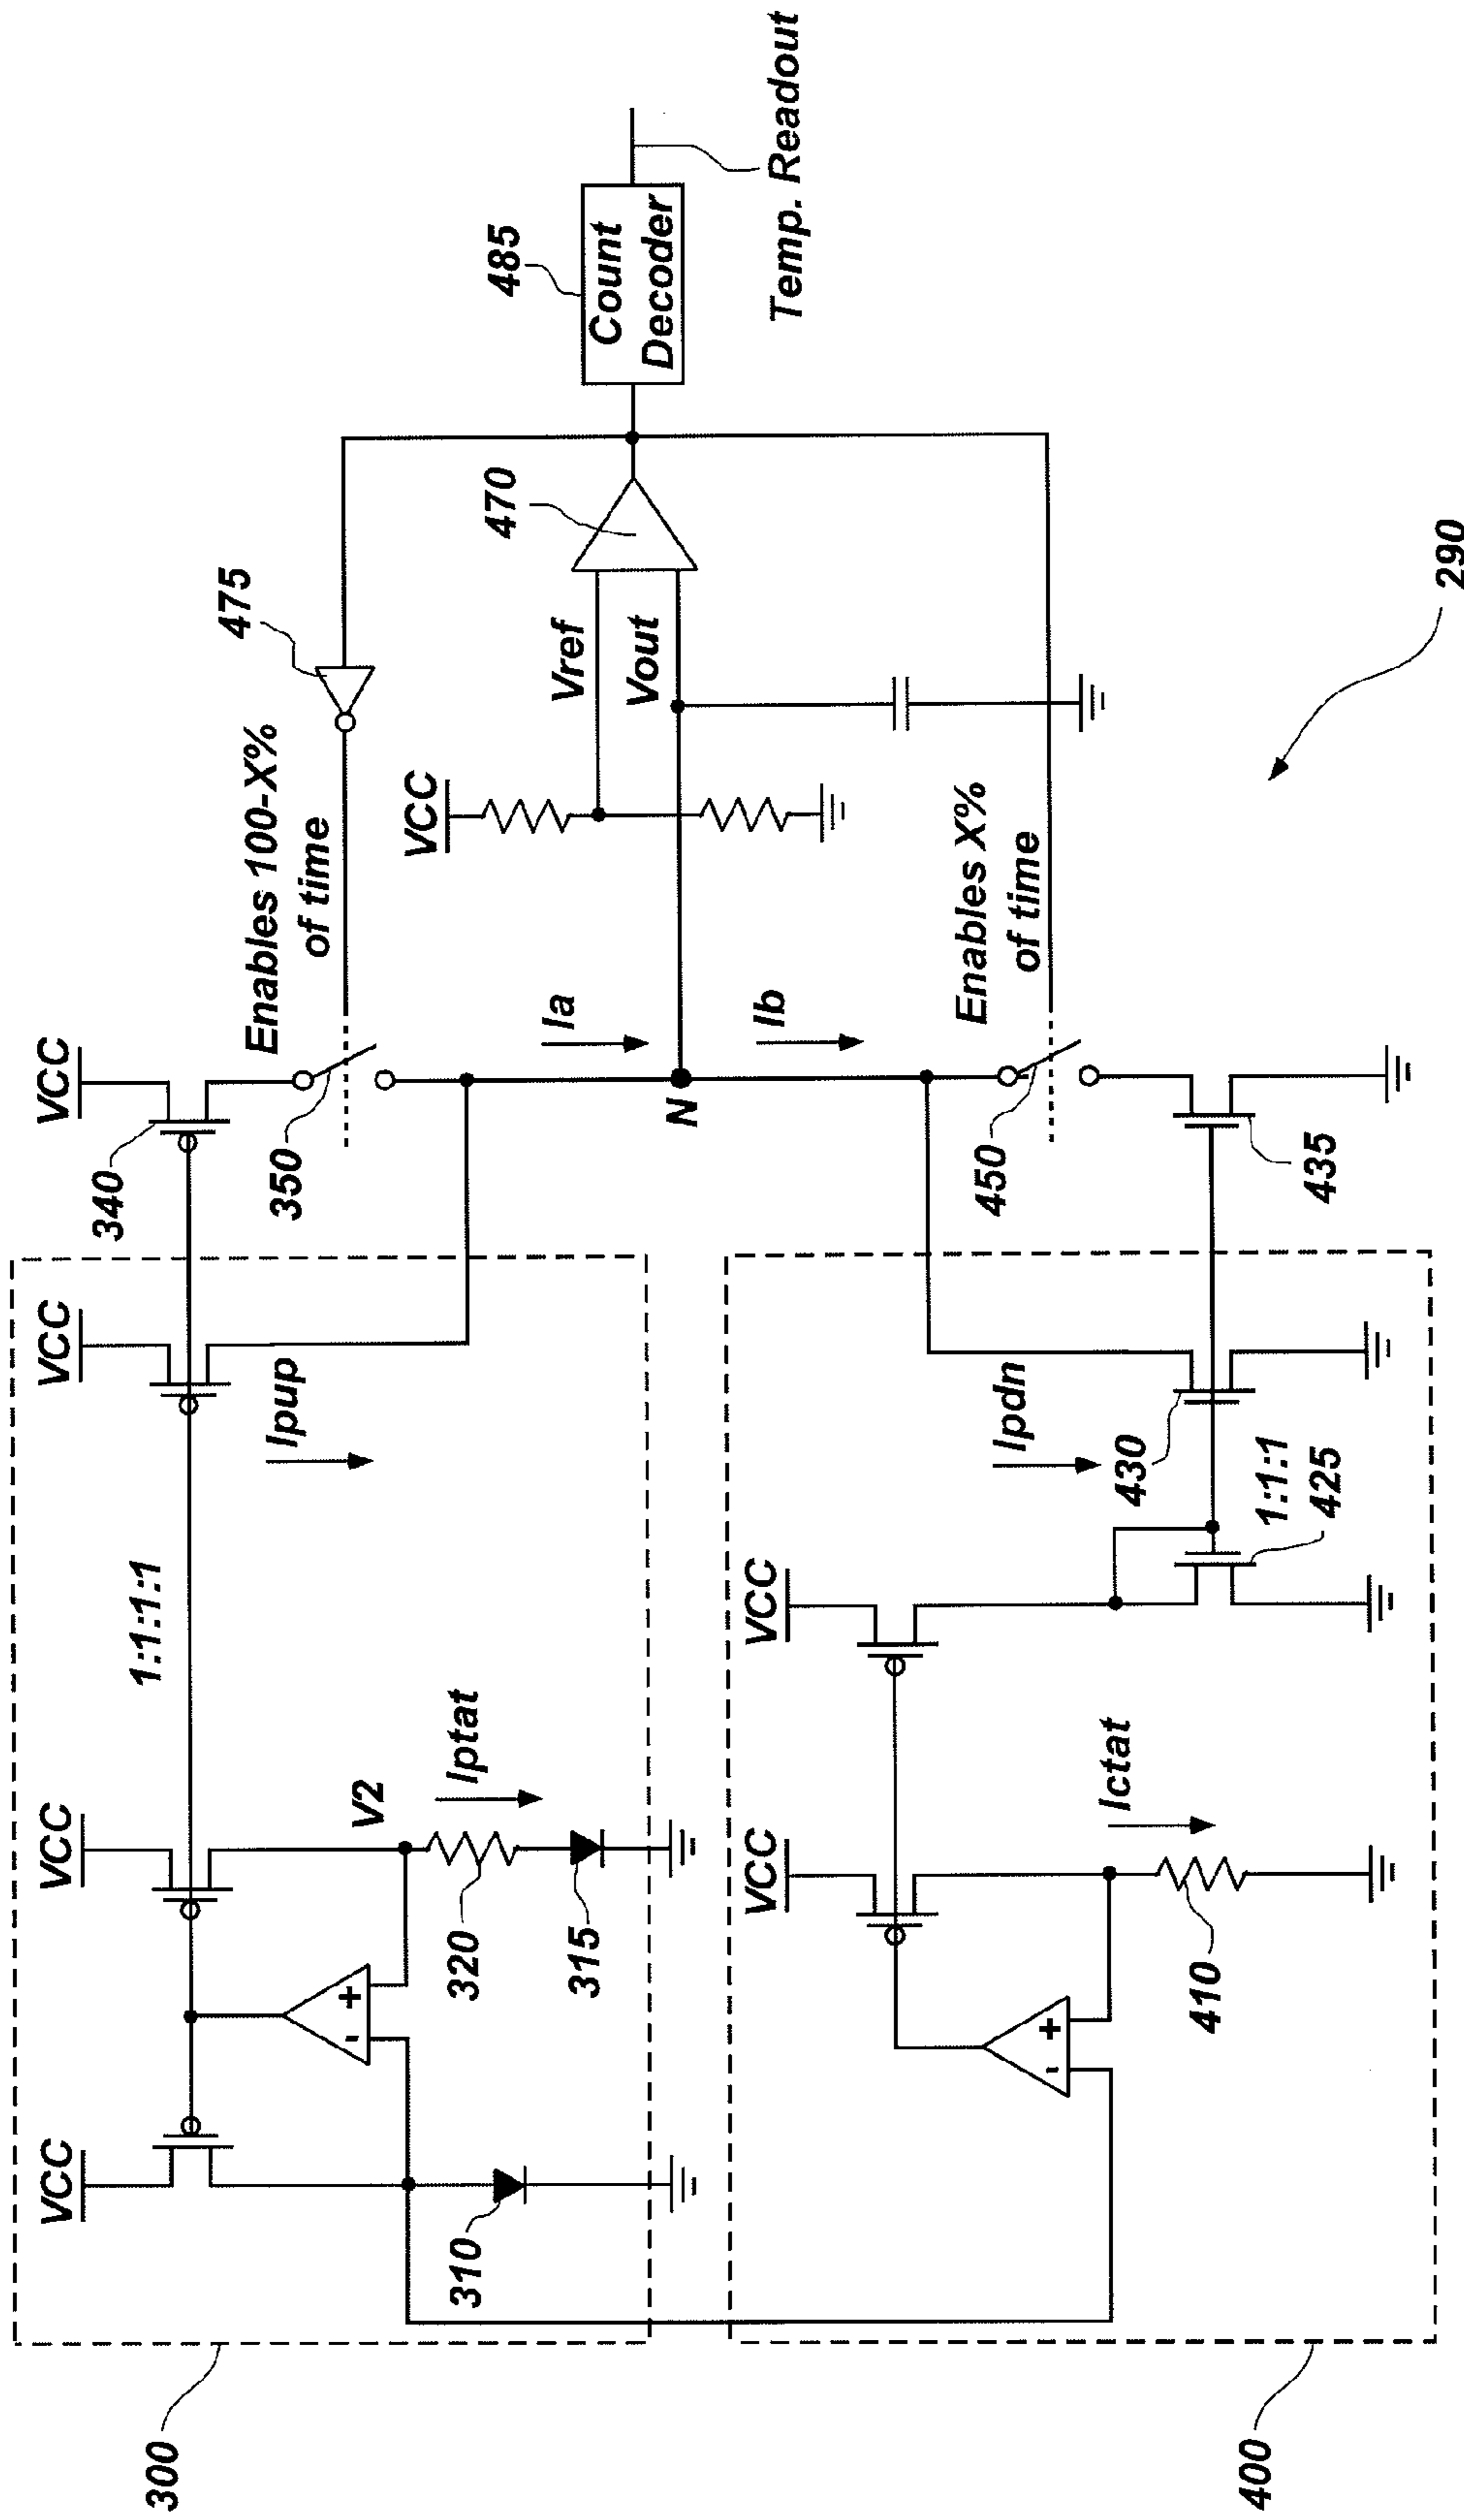 VCC
VCC
VCC
VCC
340
1:1:1:1
350
Enables 100-X%
of time
475
Ipup
V2
Iptat
320
310
315
VCC
Vref
Vout
470
485
Count
Decoder
Temp. Readout
Ia
N
Ib
300
VCC
VCC
Ictat
410
Ipdn
430
1:1:1
425
450
Enables X%
of time
435
400
290